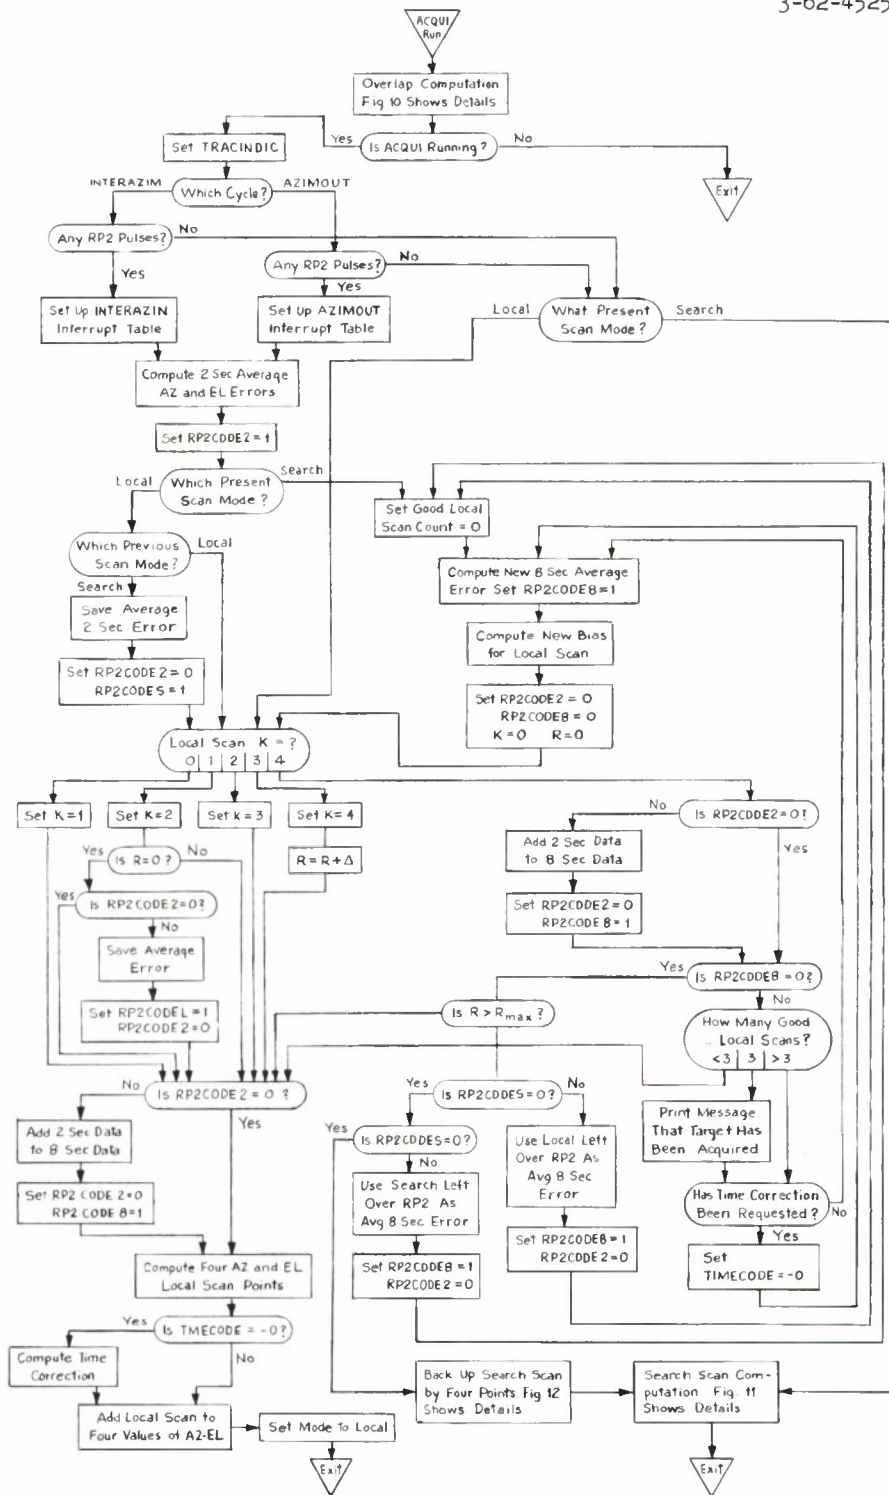 3-62-4525
ACQUI
Run
Overlap Computation
Fig 10 Shows Details
Is ACQUI Running?
Yes
No
Set TRACINDIC
Exit
Which Cycle?
INTERAZIM
AZIMOUT
Any RP2 Pulses?
No
Yes
Any RP2 Pulses?
No
Yes
Set Up INTERAZIN
Interrupt Table
Set Up AZIMOUT
Interrupt Table
What Present
Scan Mode?
Local
Search
Compute 2 Sec Average
AZ and EL Errors
Set RP2CODE2=1
Which Present
Scan Mode?
Local
Search
Set Good Local
Scan Count = 0
Which Previous
Scan Mode?
Local
Search
Compute New 8 Sec Average
Error Set RP2CODE8=1
Save Average
2 Sec Error
Compute New Bias
for Local Scan
Set RP2CODE2=0
RP2CODES=1
Set RP2CODE2=0
RP2CODE8=0
K=0 R=0
Local Scan K=?
0 1 2 3 4
Set K=1
Set K=2
Set K=3
Set K=4
Is RP2CODE2=0?
No
Yes
Is R=0?
Yes
No
R=R+Δ
Add 2 Sec Data
to 8 Sec Data
Is RP2CODE2=0?
Yes
No
Set RP2CODE2=0
RP2CODE8=1
Save Average
Error
Is RP2CODE8=0?
Yes
No
Set RP2CODEL=1
RP2CODE2=0
Is R>Rmax?
How Many Good
Local Scans?
<3 3 >3
Is RP2CODE2=0?
No
Yes
Is RP2CODES=0?
Yes
No
Print Message
That Target Has
Been Acquired
Add 2 Sec Data
to 8 Sec Data
Is RP2CODES=0?
Yes
No
Use Local Left
Over RP2 As
Avg 8 Sec
Error
Use Search Left
Over RP2 As
Avg 8 Sec Error
Has Time Correction
Been Requested?
No
Yes
Set RP2 CODE 2=0
RP2 CODE 8=1
Set RP2CODE8=1
RP2CODE2=0
Set
TIMECODE=-0
Compute Four AZ and EL
Local Scan Points
Set RP2CODE8=1
RP2CODE2=0
Is TMECODE=-0?
Yes
No
Compute Time
Correction
Back Up Search Scan
by Four Points Fig 12
Shows Details
Search Scan Com-
putation Fig. 11
Shows Details
Add Local Scan to
Four Values of A2-EL
Set Mode To Local
Exit
Exit